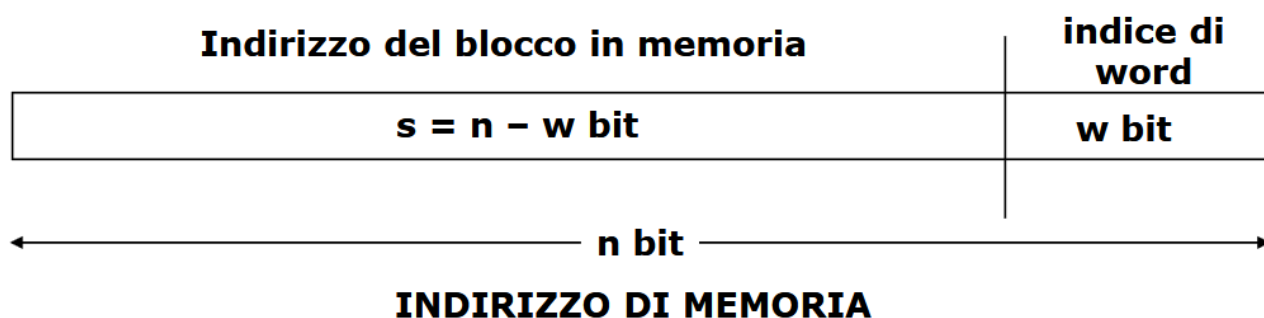 Indirizzo del blocco in memoria
indice di
word
s = n – w bit
w bit
n bit
INDIRIZZO DI MEMORIA